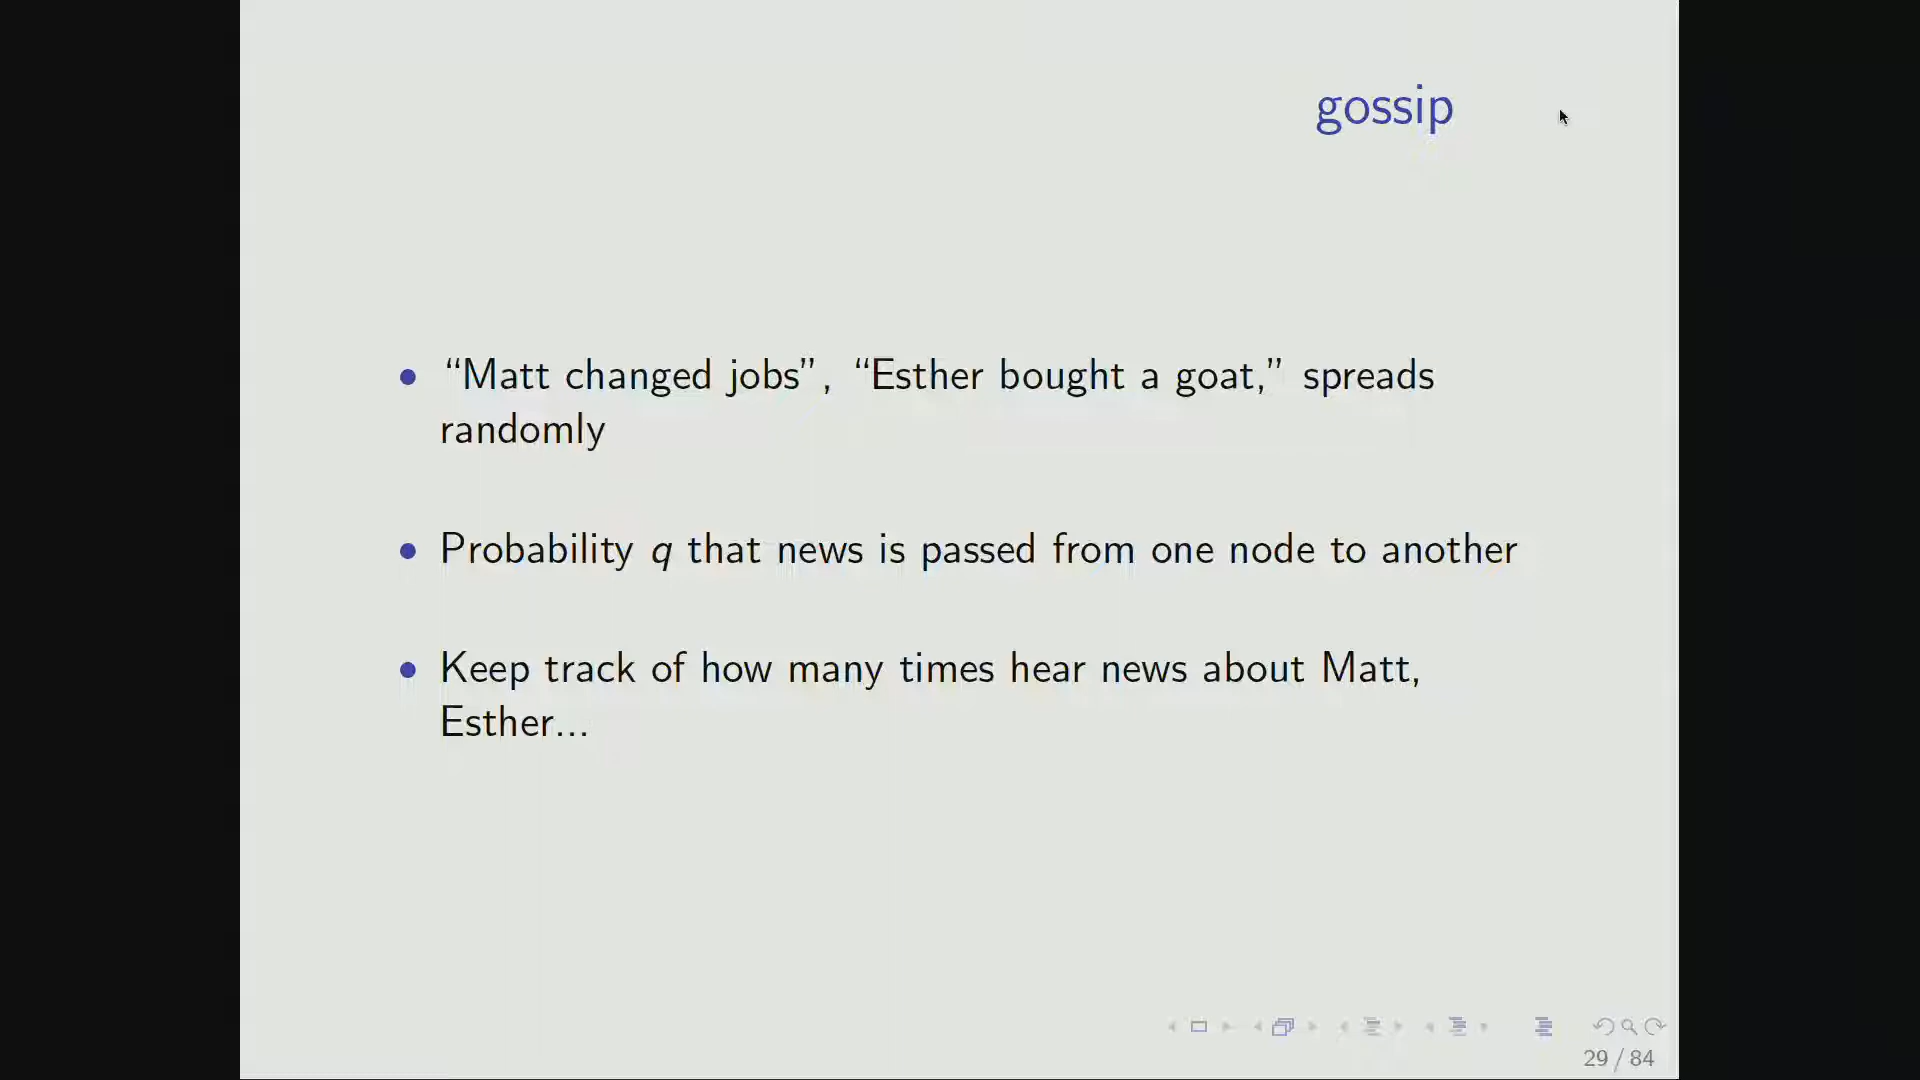 gossip
“Matt changed jobs”, “Esther bought a goat,” spreads
randomly
Probability q that news is passed from one node to another
Keep track of how many times hear news about Matt,
Esther...
29 / 84